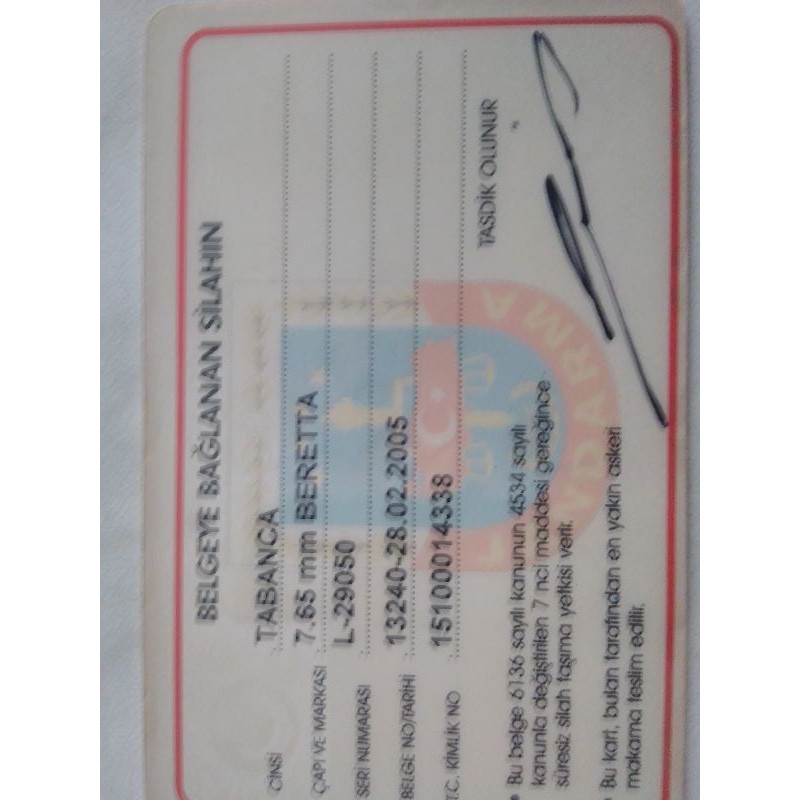 BELGEYE BAĞLANAN SİLAHIN
CİNSİ : TABANCA
ÇAPI VE MARKASI : 7.65 mm BERETTA
SERİ NUMARASI : L-29050
BELGE NO/TARİHİ : 13240-28.02.2005
T.C. KİMLİK NO : 15100014338
TASDİK OLUNUR
• Bu belge 6136 sayılı kanunun 4534 sayılı
kanunla değiştirilen 7 nci maddesi gereğince
süresiz silah taşıma yetkisi verir.
• Bu kart, bulan tarafından en yakın askeri
makama teslim edilir.